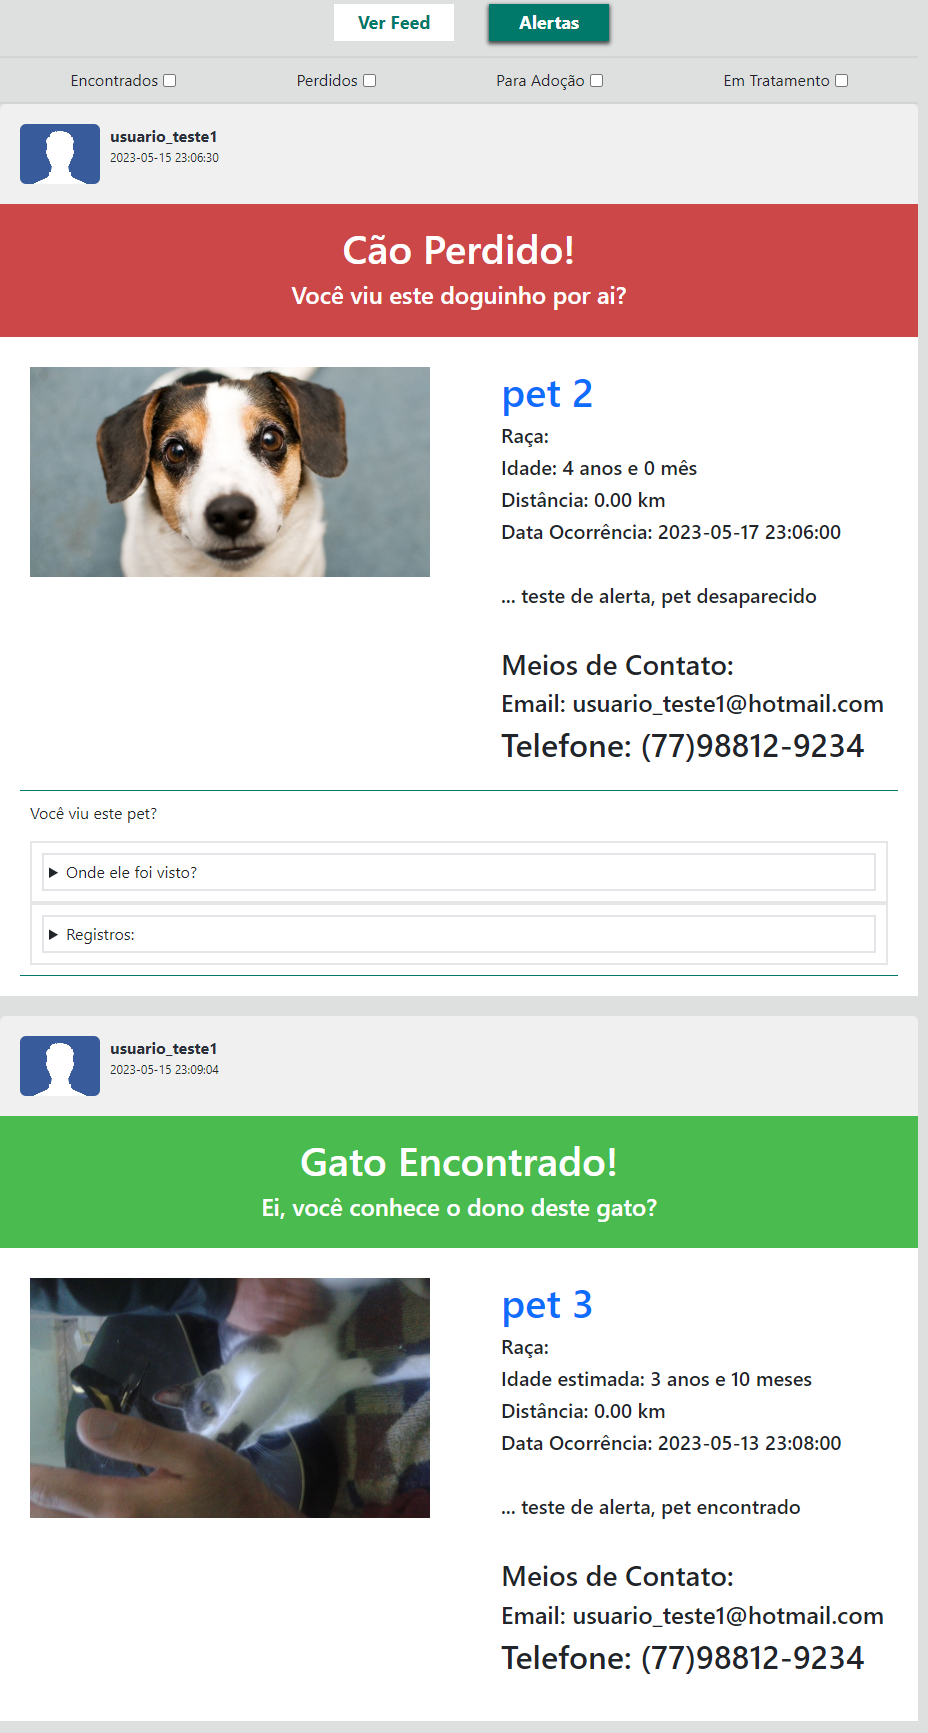 Ver Feed Alertas
Encontrados Perdidos Para Adoção Em Tratamento
usuario_teste1
2023-05-15 23:06:30
Cão Perdido!
Você viu este doguinho por ai?
pet 2
Raça:
Idade: 4 anos e 0 mês
Distância: 0.00 km
Data Ocorrência: 2023-05-17 23:06:00
... teste de alerta, pet desaparecido
Meios de Contato:
Email: usuario_teste1@hotmail.com
Telefone: (77)98812-9234
Você viu este pet?
Onde ele foi visto?
Registros:
usuario_teste1
2023-05-15 23:09:04
Gato Encontrado!
Ei, você conhece o dono deste gato?
pet 3
Raça:
Idade estimada: 3 anos e 10 meses
Distância: 0.00 km
Data Ocorrência: 2023-05-13 23:08:00
... teste de alerta, pet encontrado
Meios de Contato:
Email: usuario_teste1@hotmail.com
Telefone: (77)98812-9234